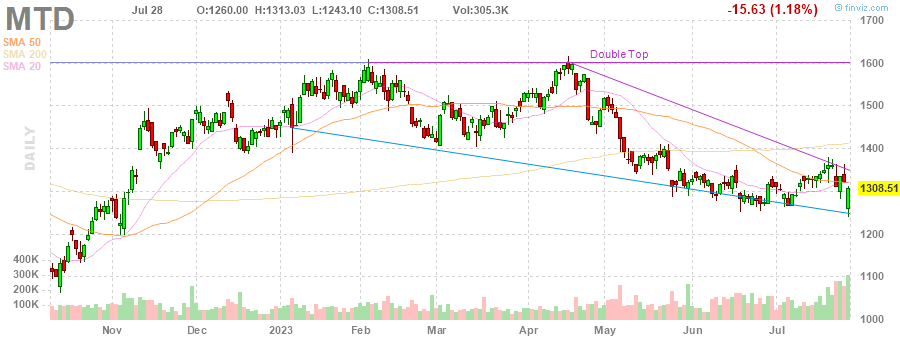 MTD Jul 28 O:1260.00 H:1313.03 L:1243.10 C:1308.51 Vol:305.3K -15.63 (1.18%) © finviz.com
SMA 50
SMA 200
SMA 20
DAILY
Double Top
1700
1600
1500
1400
1308.51
1200
1100
1000
400K
300K
200K
100K
Nov Dec 2023 Feb Mar Apr May Jun Jul